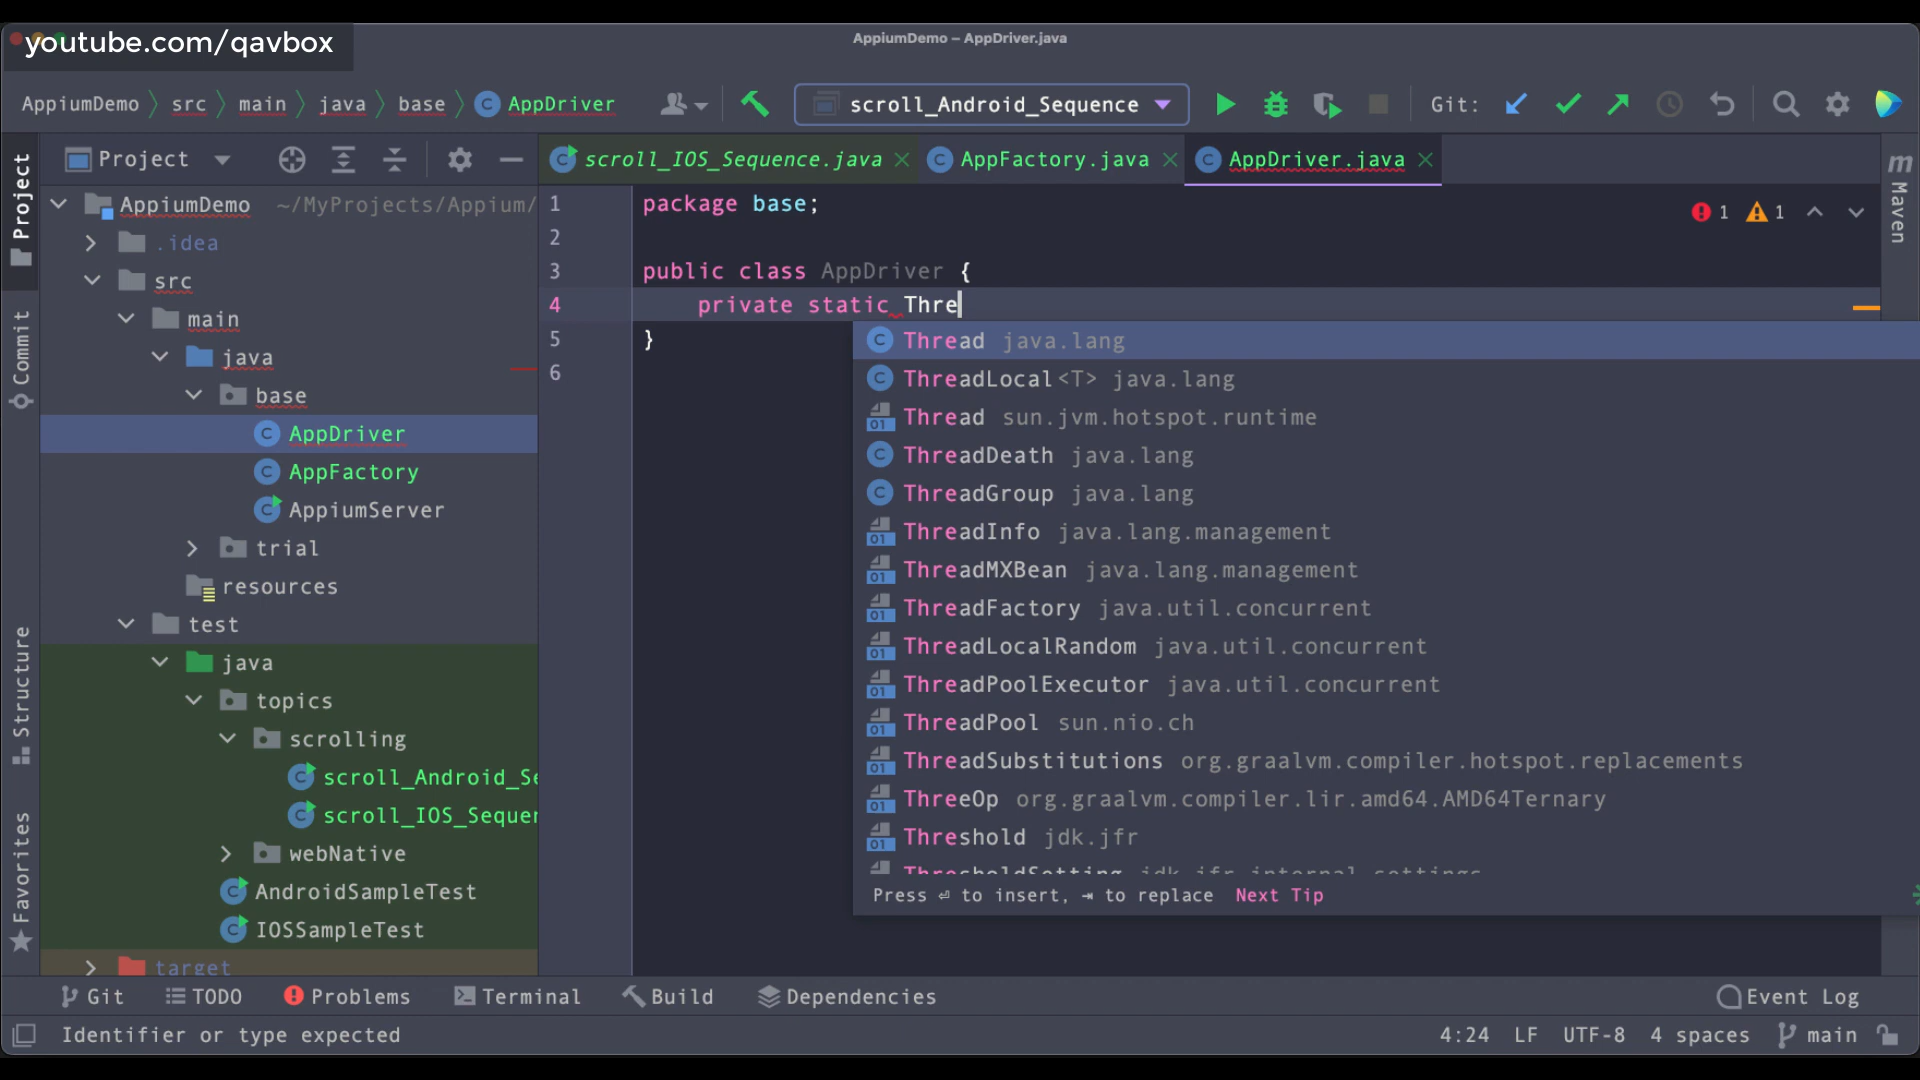 youtube.com/qavbox
AppiumDemo – AppDriver.java
AppiumDemo src main java base AppDriver
scroll_Android_Sequence
Git:
Project
scroll_IOS_Sequence.java
AppFactory.java
AppDriver.java
Project
Commit
Structure
Favorites
Maven
AppiumDemo ~/MyProjects/Appium/
.idea
src
main
java
base
AppDriver
AppFactory
AppiumServer
trial
resources
test
java
topics
scrolling
scroll_Android_Se
scroll_IOS_Sequen
webNative
AndroidSampleTest
IOSSampleTest
target
1 package base;
2
3 public class AppDriver {
4 private static Thre
5 }
6
1 1
Thread java.lang
ThreadLocal<T> java.lang
Thread sun.jvm.hotspot.runtime
ThreadDeath java.lang
ThreadGroup java.lang
ThreadInfo java.lang.management
ThreadMXBean java.lang.management
ThreadFactory java.util.concurrent
ThreadLocalRandom java.util.concurrent
ThreadPoolExecutor java.util.concurrent
ThreadPool sun.nio.ch
ThreadSubstitutions org.graalvm.compiler.hotspot.replacements
ThreeOp org.graalvm.compiler.lir.amd64.AMD64Ternary
Threshold jdk.jfr
ThresholdSetting jdk.jfr.internal.settings
Press ⏎ to insert, ⇥ to replace Next Tip
Git TODO Problems Terminal Build Dependencies Event Log
Identifier or type expected 4:24 LF UTF-8 4 spaces main